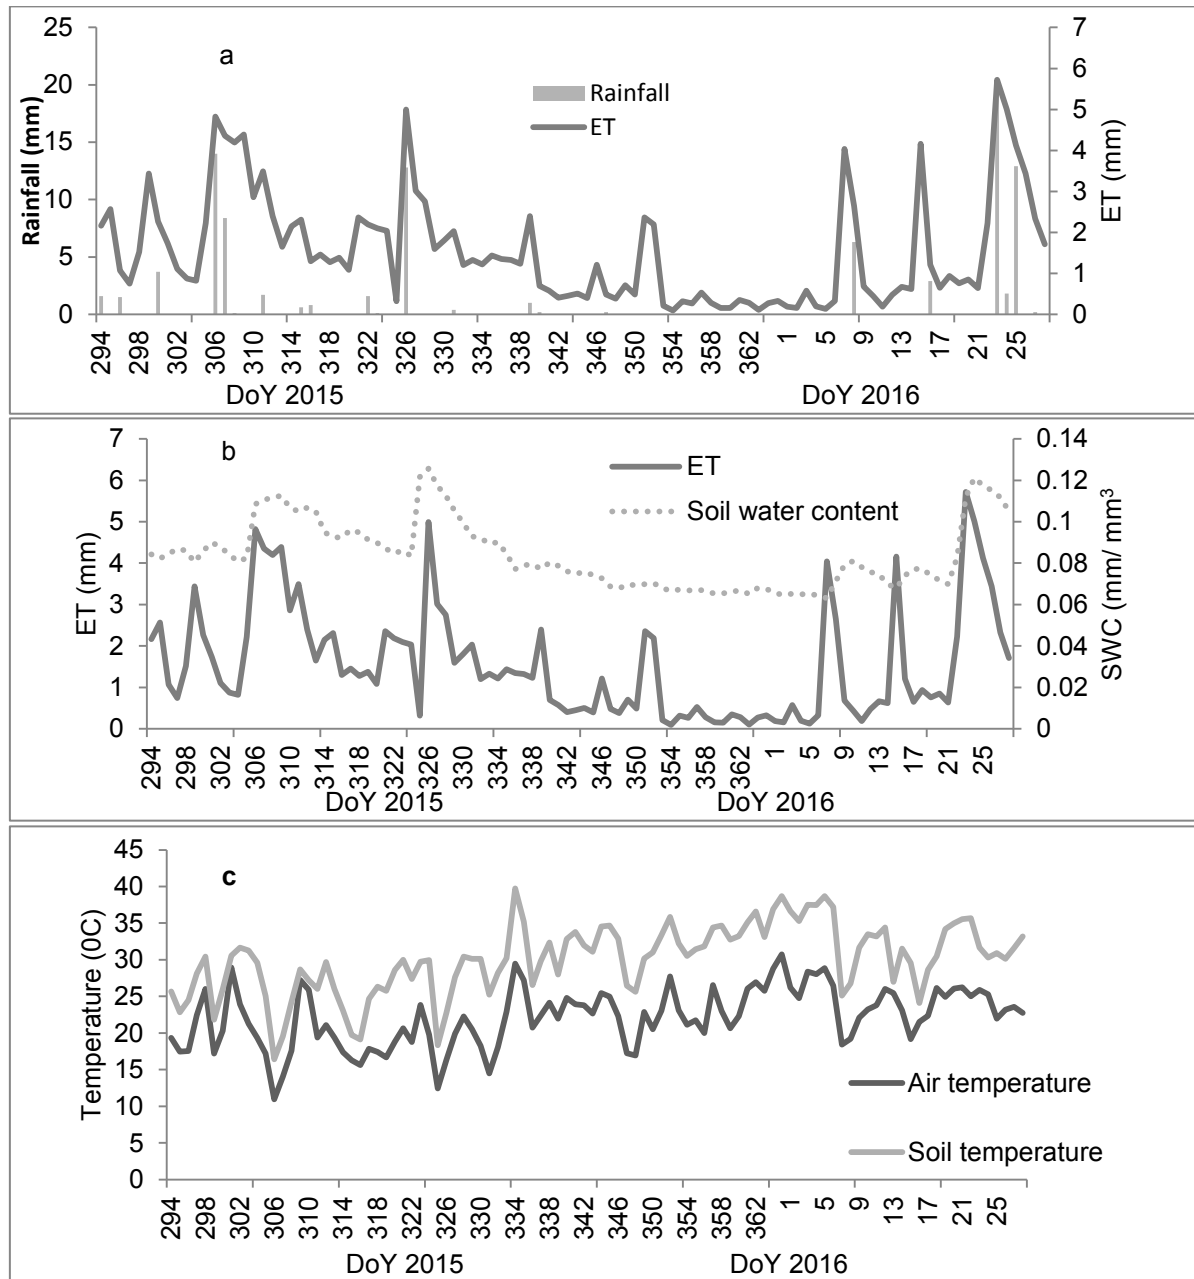 a
Rainfall (mm)
25
20
15
10
5
0
7
6
5
4
3
2
1
0
ET (mm)
Rainfall
ET
294 298 302 306 310 314 318 322 326 330 334 338 342 346 350 354 358 362 1 5 9 13 17 21 25
DoY 2015 DoY 2016
b
ET (mm)
7
6
5
4
3
2
1
0
0.14
0.12
0.1
0.08
0.06
0.04
0.02
0
SWC (mm/ mm³)
ET
Soil water content
294 298 302 306 310 314 318 322 326 330 334 338 342 346 350 354 358 362 1 5 9 13 17 21 25
DoY 2015 DoY 2016
c
Temperature (0C)
45
40
35
30
25
20
15
10
5
0
Air temperature
Soil temperature
294 298 302 306 310 314 318 322 326 330 334 338 342 346 350 354 358 362 1 5 9 13 17 21 25
DoY 2015 DoY 2016